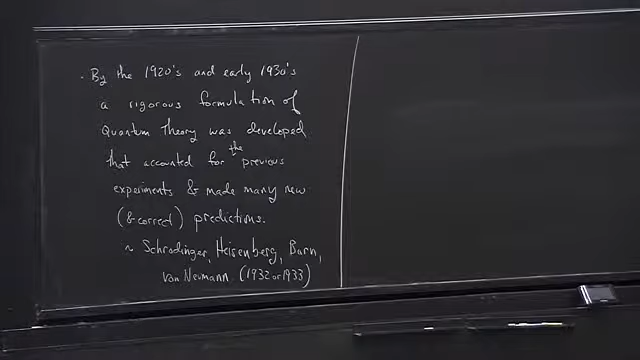 · By the 1920's and early 1930's
a rigorous formulation of
Quantum Theory was developed
that accounted for the previous
experiments & made many new
(& correct) predictions.
~ Schrodinger, Heisenberg, Born,
von Neumann. (1932 or 1933)